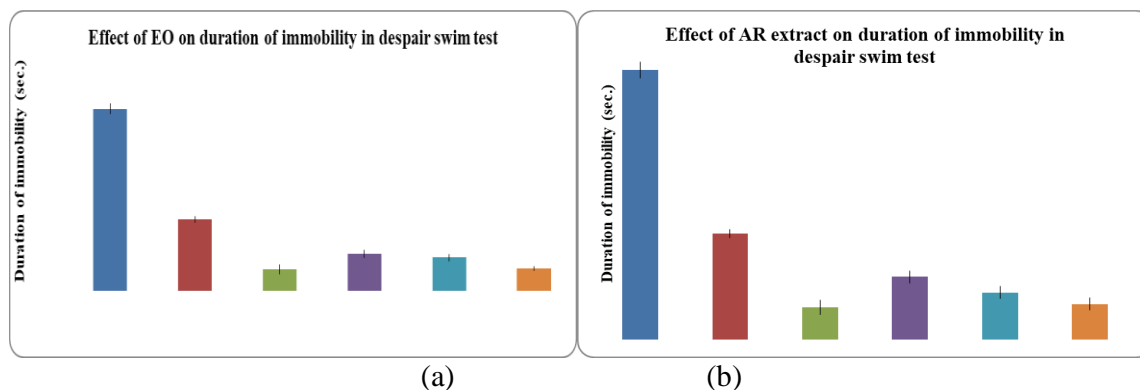 Effect of EO on duration of immobility in despair swim test
Duration of immobility (sec.)
Effect of AR extract on duration of immobility in
despair swim test
Duration of immobility (sec.)
(a)
(b)